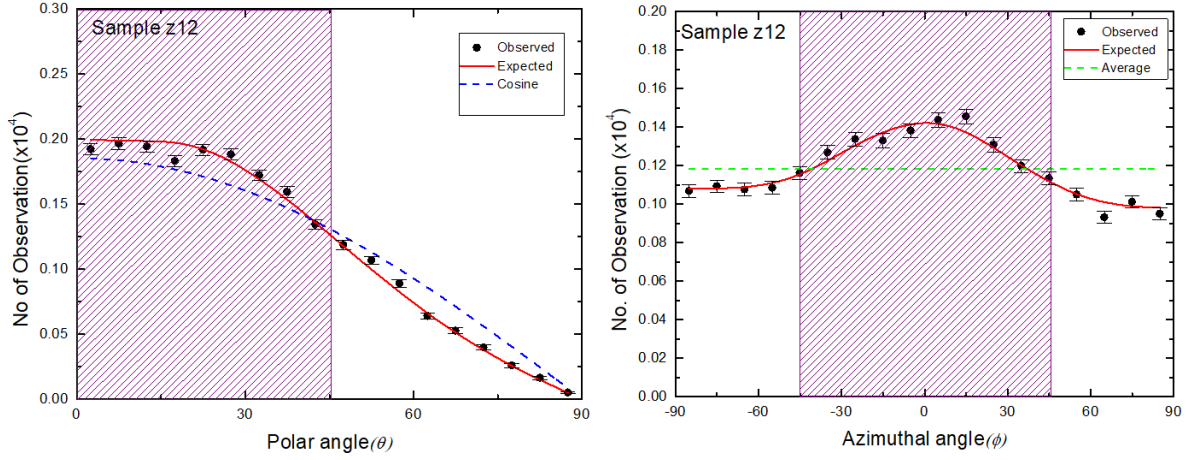 Sample z12
Observed
Expected
Cosine
No of Observation(x10⁴)
0.30
0.25
0.20
0.15
0.10
0.05
0.00
0
30
60
90
Polar angle(θ)
Sample z12
Observed
Expected
Average
No. of Observation (x10⁴)
0.20
0.18
0.16
0.14
0.12
0.10
0.08
0.06
0.04
0.02
0.00
-90
-60
-30
0
30
60
90
Azimuthal angle(ϕ)